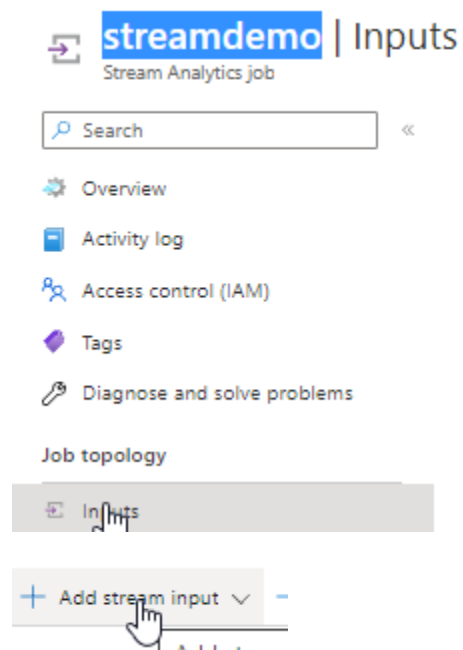 streamdemo | Inputs
Stream Analytics job
Search
Overview
Activity log
Access control (IAM)
Tags
Diagnose and solve problems
Job topology
Inputs
Add stream input